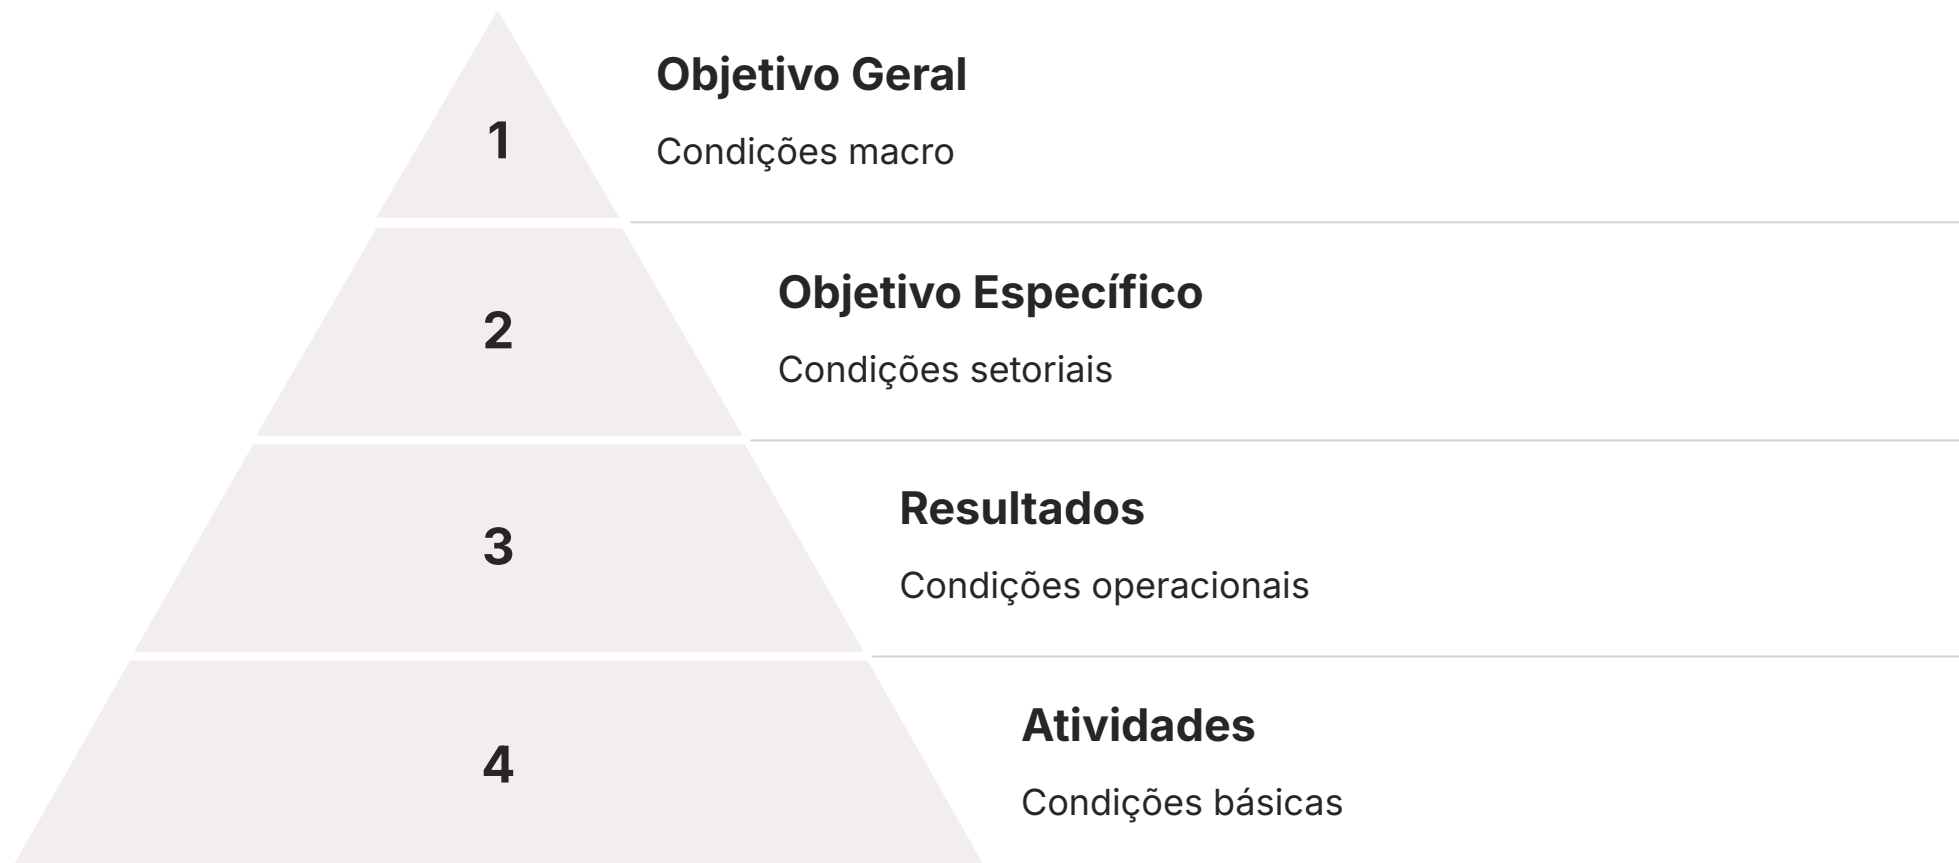 1
Objetivo Geral
Condições macro
2
Objetivo Específico
Condições setoriais
3
Resultados
Condições operacionais
4
Atividades
Condições básicas